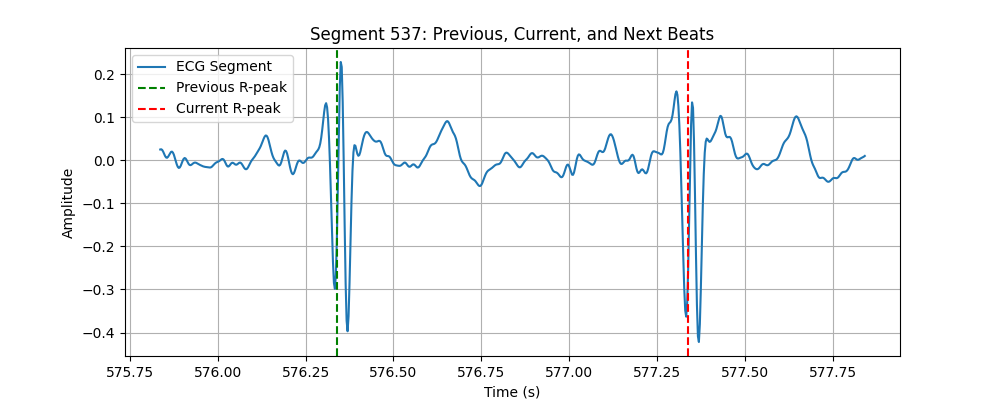 Segment 537: Previous, Current, and Next Beats
ECG Segment
Previous R-peak
Current R-peak
0.2
0.1
0.0
−0.1
−0.2
−0.3
−0.4
Amplitude
575.75 576.00 576.25 576.50 576.75 577.00 577.25 577.50 577.75
Time (s)